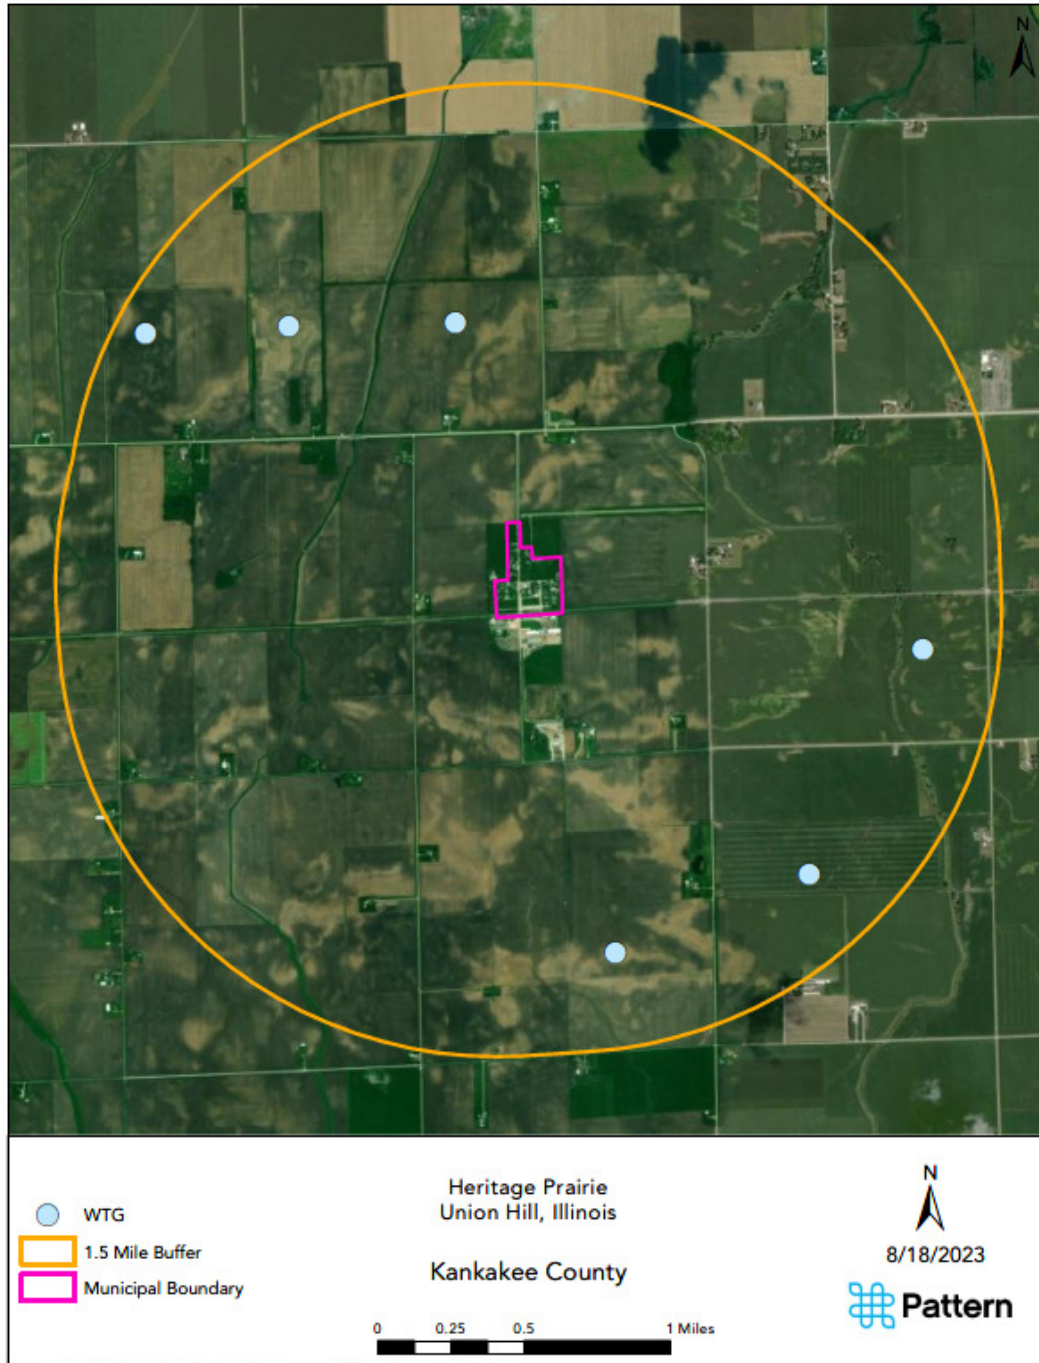 N
WTG
1.5 Mile Buffer
Municipal Boundary
Heritage Prairie
Union Hill, Illinois
Kankakee County
0 0.25 0.5 1 Miles
N
8/18/2023
Pattern